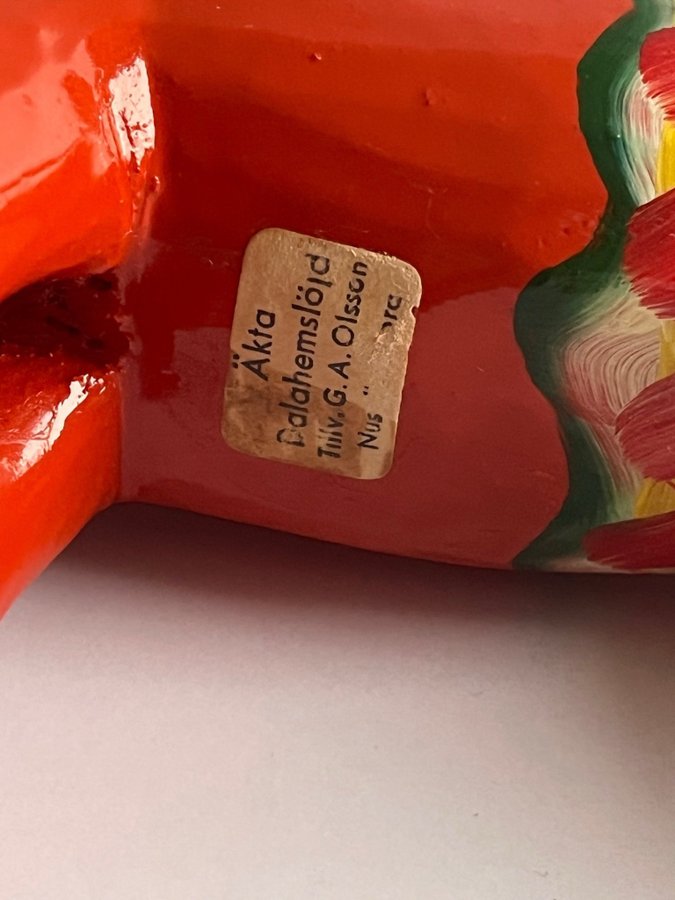 Äkta
Dalahemslöjd
Tillv. G. A. Olsson
Nus